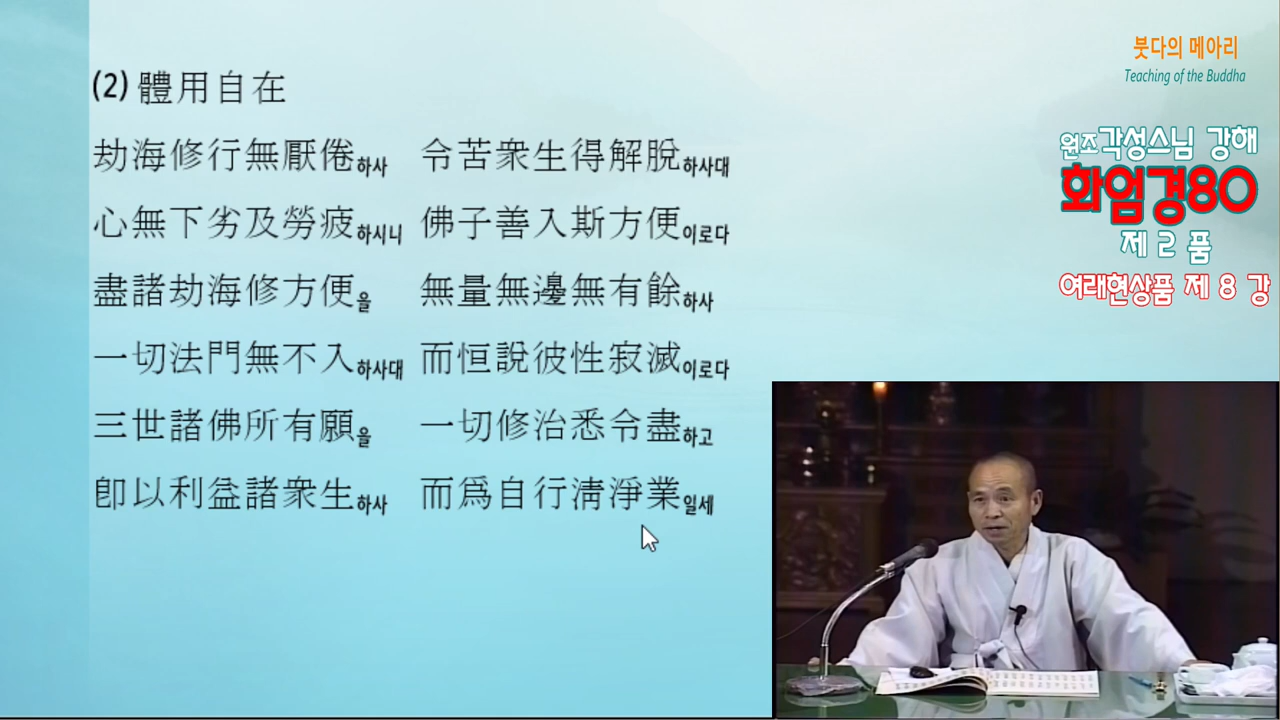 (2) 體用自在
劫海修行無厭倦하사 令苦衆生得解脫하사대
心無下劣及勞疲하시니 佛子善入斯方便이로다
盡諸劫海修方便을 無量無邊無有餘하사
一切法門無不入하사대 而恒說彼性寂滅이로다
三世諸佛所有願을 一切修治悉令盡하고
卽以利益諸衆生하사 而爲自行淸淨業일세
붓다의 메아리
Teaching of the Buddha
원조각성스님 강해
화엄경80
제 2 품
여래현상품 제 8 강